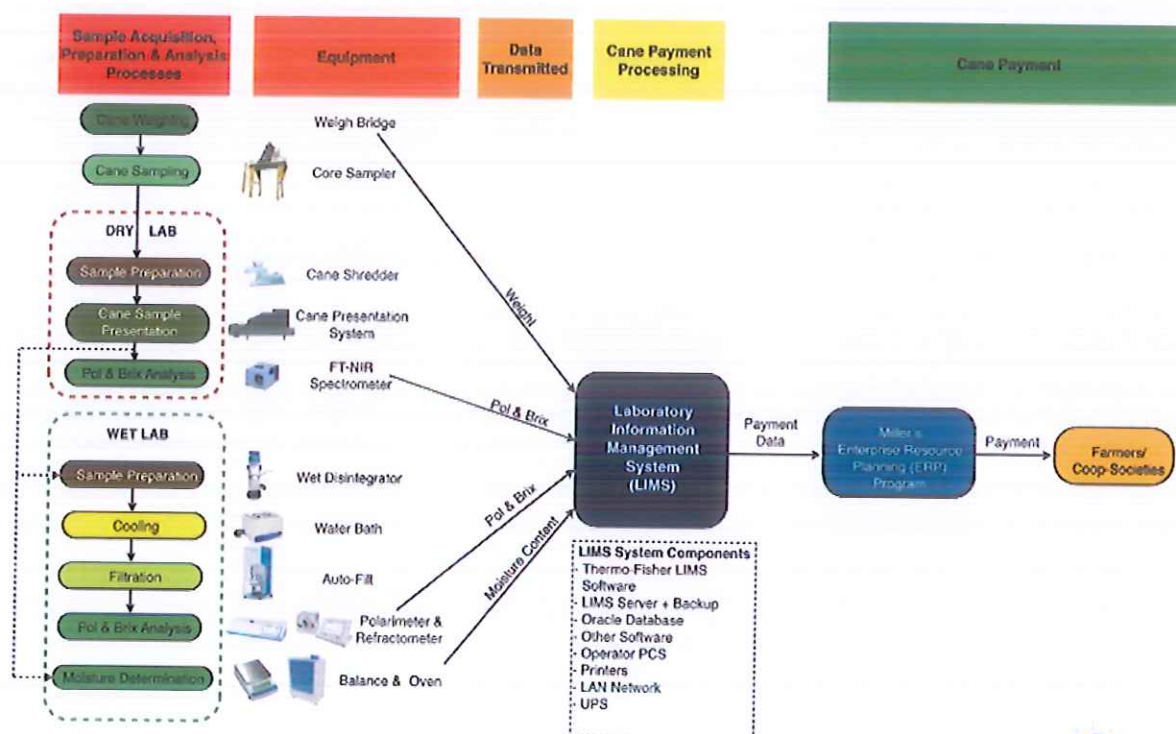 Sample Acquisition,
Preparation & Analysis
Processes
Equipment
Data
Transmitted
Cane Payment
Processing
Cane Payment
Cane Weighing
Weigh Bridge
Cane Sampling
Core Sampler
DRY LAB
Sample Preparation
Cane Shredder
Cane Sample
Presentation
Cane Presentation
System
Pol & Brix Analysis
FT-NIR
Spectrometer
WET LAB
Sample Preparation
Wet Disintegrator
Cooling
Water Bath
Filtration
Auto-Filt
Pol & Brix Analysis
Polarimeter &
Refractometer
Moisture Determination
Balance & Oven
Weight
Pol & Brix
Pol & Brix
Moisture Content
Laboratory
Information
Management
System
(LIMS)
Payment
Data
Miller's
Enterprise Resource
Planning (ERP)
Program
Payment
Farmers/
Coop-Societies
LIMS System Components
- Thermo-Fisher LIMS
Software
- LIMS Server + Backup
- Oracle Database
- Other Software
- Operator PCS
- Printers
- LAN Network
- UPS